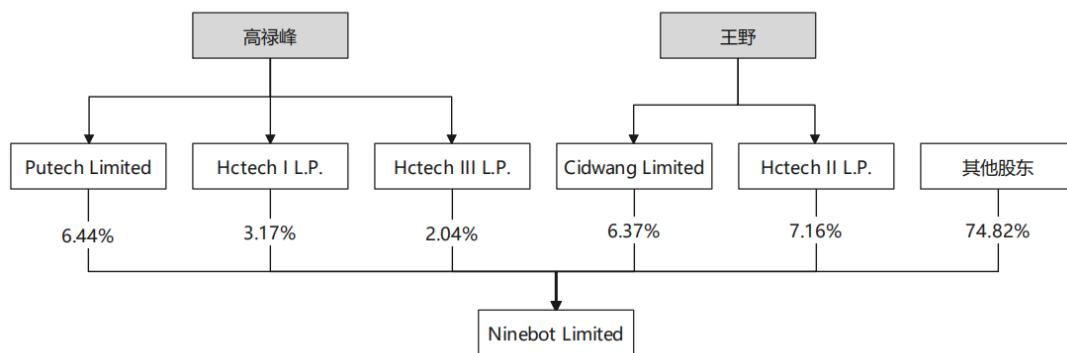 高禄峰
王野
Putech Limited
Hctech I L.P.
Hctech III L.P.
Cidwang Limited
Hctech II L.P.
其他股东
6.44%
3.17%
2.04%
6.37%
7.16%
74.82%
Ninebot Limited